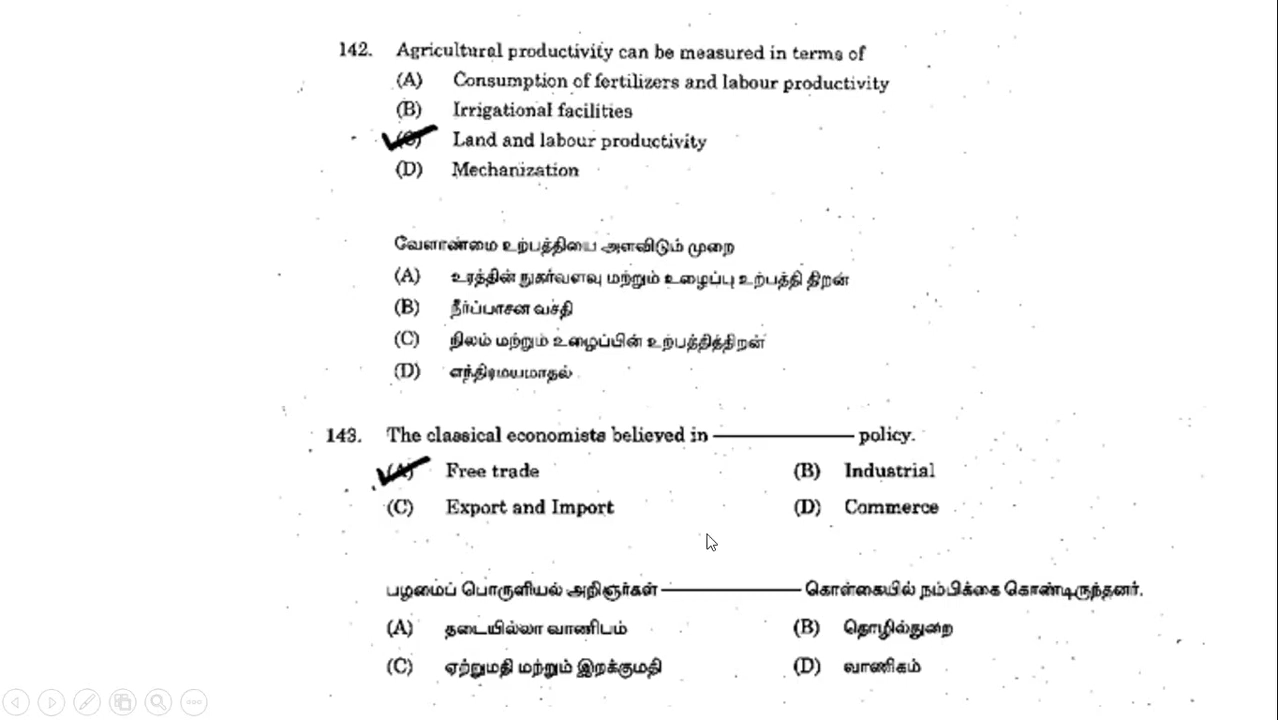 142. Agricultural productivity can be measured in terms of
(A) Consumption of fertilizers and labour productivity
(B) Irrigational facilities
(C) Land and labour productivity
(D) Mechanization
வேளாண்மை உற்பத்தியை அளவிடும் முறை
(A) உரத்தின் நுகர்வளவு மற்றும் உழைப்பு உற்பத்தி திறன்
(B) நீர்ப்பாசன வசதி
(C) நிலம் மற்றும் உழைப்பின் உற்பத்தித்திறன்
(D) எந்திரமயமாதல்
143. The classical economists believed in ———— policy.
(A) Free trade (B) Industrial
(C) Export and Import (D) Commerce
பழமைப் பொருளியல் அறிஞர்கள் ———— கொள்கையில் நம்பிக்கை கொண்டிருந்தனர்.
(A) தடையில்லா வாணிபம் (B) தொழில்துறை
(C) ஏற்றுமதி மற்றும் இறக்குமதி (D) வாணிகம்